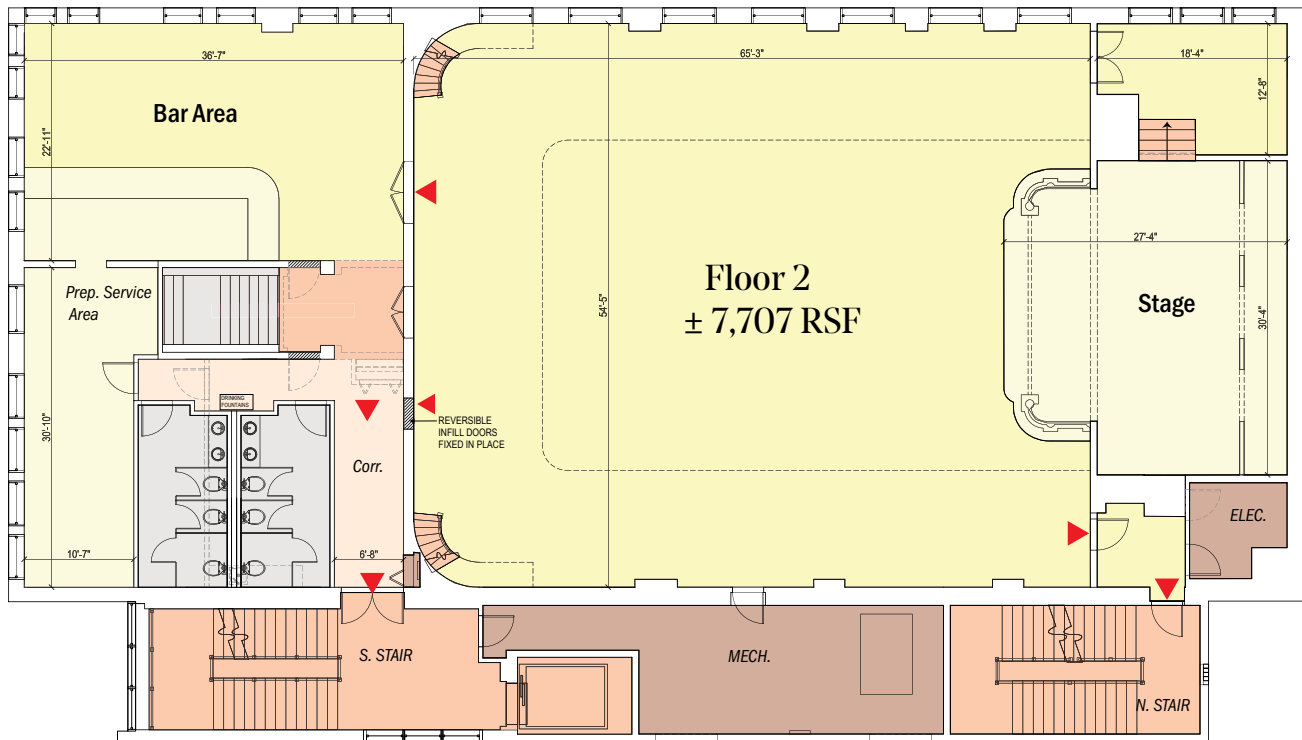 36'-7"
65'-3"
18'-4"
Bar Area
12'-8"
22'-11"
27'-4"
Prep. Service
Area
Floor 2
± 7,707 RSF
54'-5"
Stage
30'-4"
DRINKING
FOUNTAINS
REVERSIBLE
INFILL DOORS
FIXED IN PLACE
30'-10"
Corr.
ELEC.
10'-7"
6'-8"
S. STAIR
MECH.
N. STAIR